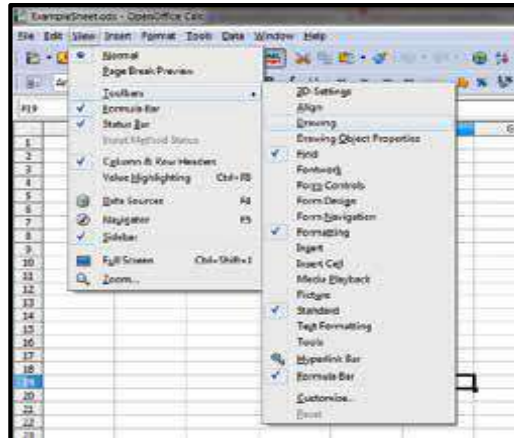 ExampleSheet.ods - OpenOffice Calc
File Edit View Insert Format Tools Data Window Help
Normal
Page Break Preview
Toolbars
Formula Bar
Status Bar
Input Method Status
Column & Row Headers
Value Highlighting Ctrl+F8
Data Sources F4
Navigator F5
Sidebar
Full Screen Ctrl+Shift+J
Zoom...
3D-Settings
Align
Drawing
Drawing Object Properties
Find
Fontwork
Form Controls
Form Design
Form Navigation
Formatting
Insert
Insert Cell
Media Playback
Picture
Standard
Text Formatting
Tools
Hyperlink Bar
Formula Bar
Customize...
Reset
F19
G
1
2
3
4
5
6
7
8
9
10
11
12
13
14
15
16
17
18
19
20
21
22
23